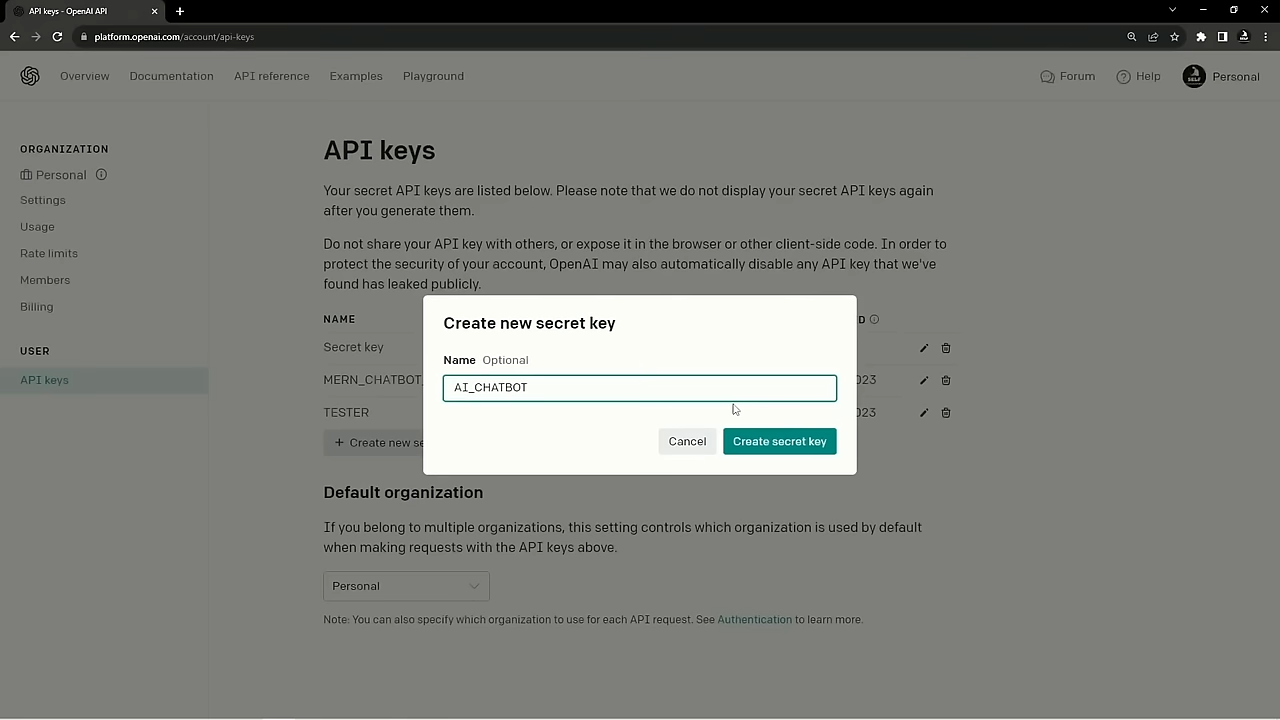 API keys - OpenAI API
platform.openai.com/account/api-keys
Overview Documentation API reference Examples Playground Forum Help Personal
ORGANIZATION
Personal
Settings
Usage
Rate limits
Members
Billing
USER
API keys
API keys
Your secret API keys are listed below. Please note that we do not display your secret API keys again
after you generate them.
Do not share your API key with others, or expose it in the browser or other client-side code. In order to
protect the security of your account, OpenAI may also automatically disable any API key that we've
found has leaked publicly.
NAME D
Secret key
MERN_CHATBOT_ 023
TESTER 023
+ Create new se
Create new secret key
Name Optional
AI_CHATBOT
Cancel Create secret key
Default organization
If you belong to multiple organizations, this setting controls which organization is used by default
when making requests with the API keys above.
Personal
Note: You can also specify which organization to use for each API request. See Authentication to learn more.